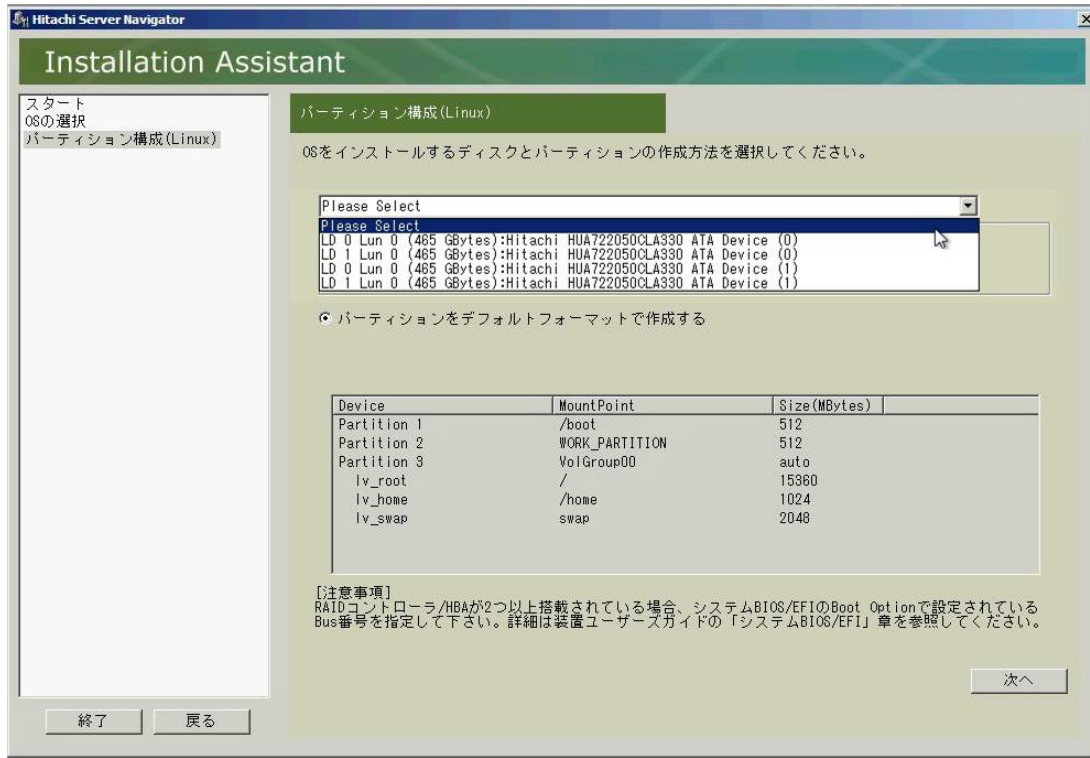 Hitachi Server Navigator
Installation Assistant
スタート
OSの選択
パーティション構成(Linux)
パーティション構成(Linux)
OSをインストールするディスクとパーティションの作成方法を選択してください。
Please Select
Please Select
LD 0 Lun 0 (465 GBytes):Hitachi HUA722050CLA330 ATA Device (0)
LD 1 Lun 0 (465 GBytes):Hitachi HUA722050CLA330 ATA Device (0)
LD 0 Lun 0 (465 GBytes):Hitachi HUA722050CLA330 ATA Device (1)
LD 1 Lun 0 (465 GBytes):Hitachi HUA722050CLA330 ATA Device (1)
パーティションをデフォルトフォーマットで作成する
Device MountPoint Size(MBytes)
Partition 1 /boot 512
Partition 2 WORK_PARTITION 512
Partition 3 VolGroup00 auto
lv_root / 15360
lv_home /home 1024
lv_swap swap 2048
[注意事項]
RAIDコントローラ/HBAが2つ以上搭載されている場合、システムBIOS/EFIのBoot Optionで設定されている
Bus番号を指定して下さい。詳細は装置ユーザーズガイドの「システムBIOS/EFI」章を参照してください。
次へ
終了 戻る